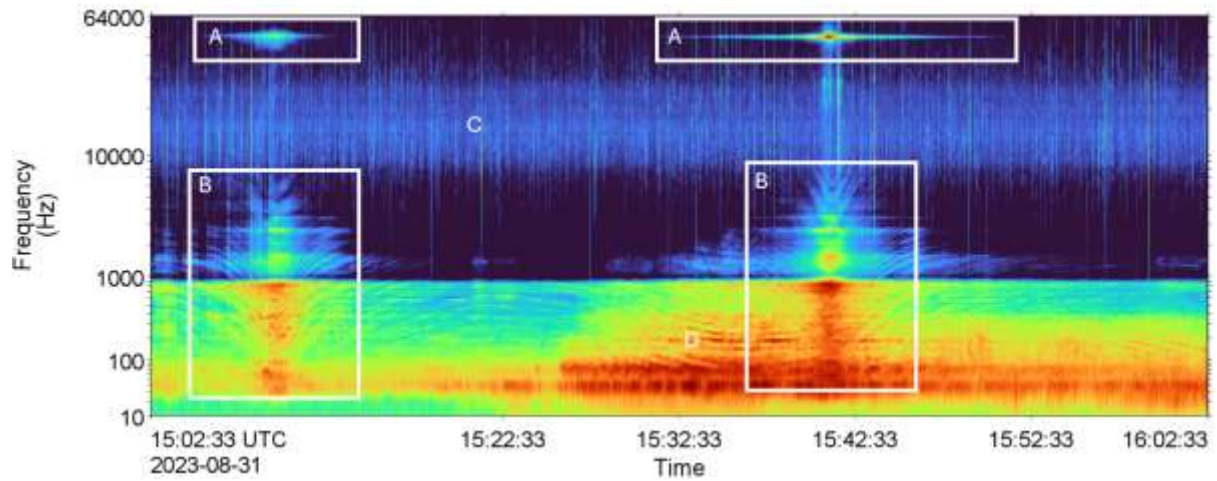 64000
A
A
C
10000
B
B
Frequency
(Hz)
1000
D
100
10
15:02:33 UTC
15:22:33
15:32:33
15:42:33
15:52:33
16:02:33
2023-08-31
Time